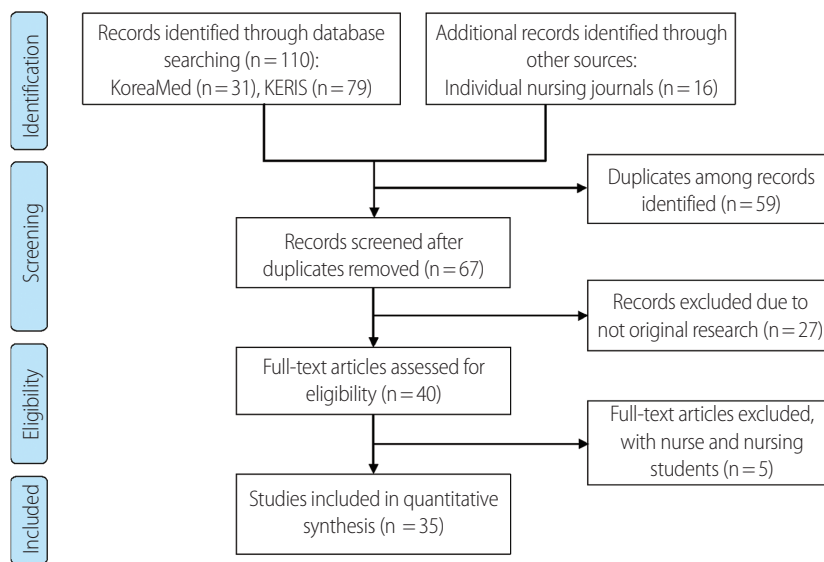 Identification
Records identified through database
searching (n = 110):
KoreaMed (n = 31), KERIS (n = 79)
Additional records identified through
other sources:
Individual nursing journals (n = 16)
Screening
Duplicates among records
identified (n = 59)
Records screened after
duplicates removed (n = 67)
Records excluded due to
not original research (n = 27)
Eligibility
Full-text articles assessed for
eligibility (n = 40)
Full-text articles excluded,
with nurse and nursing
students (n = 5)
Included
Studies included in quantitative
synthesis (n = 35)